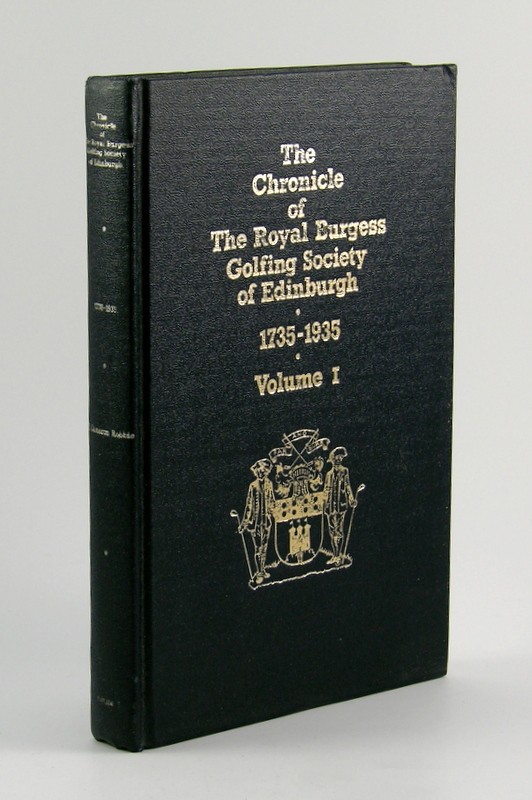 The
Chronicle
of
The Royal Burgess
Golfing Society
of Edinburgh
1735-1935
Volume I
The
Chronicle
of
The Royal Burgess
Golfing Society
of Edinburgh
1735-1935
Robbie